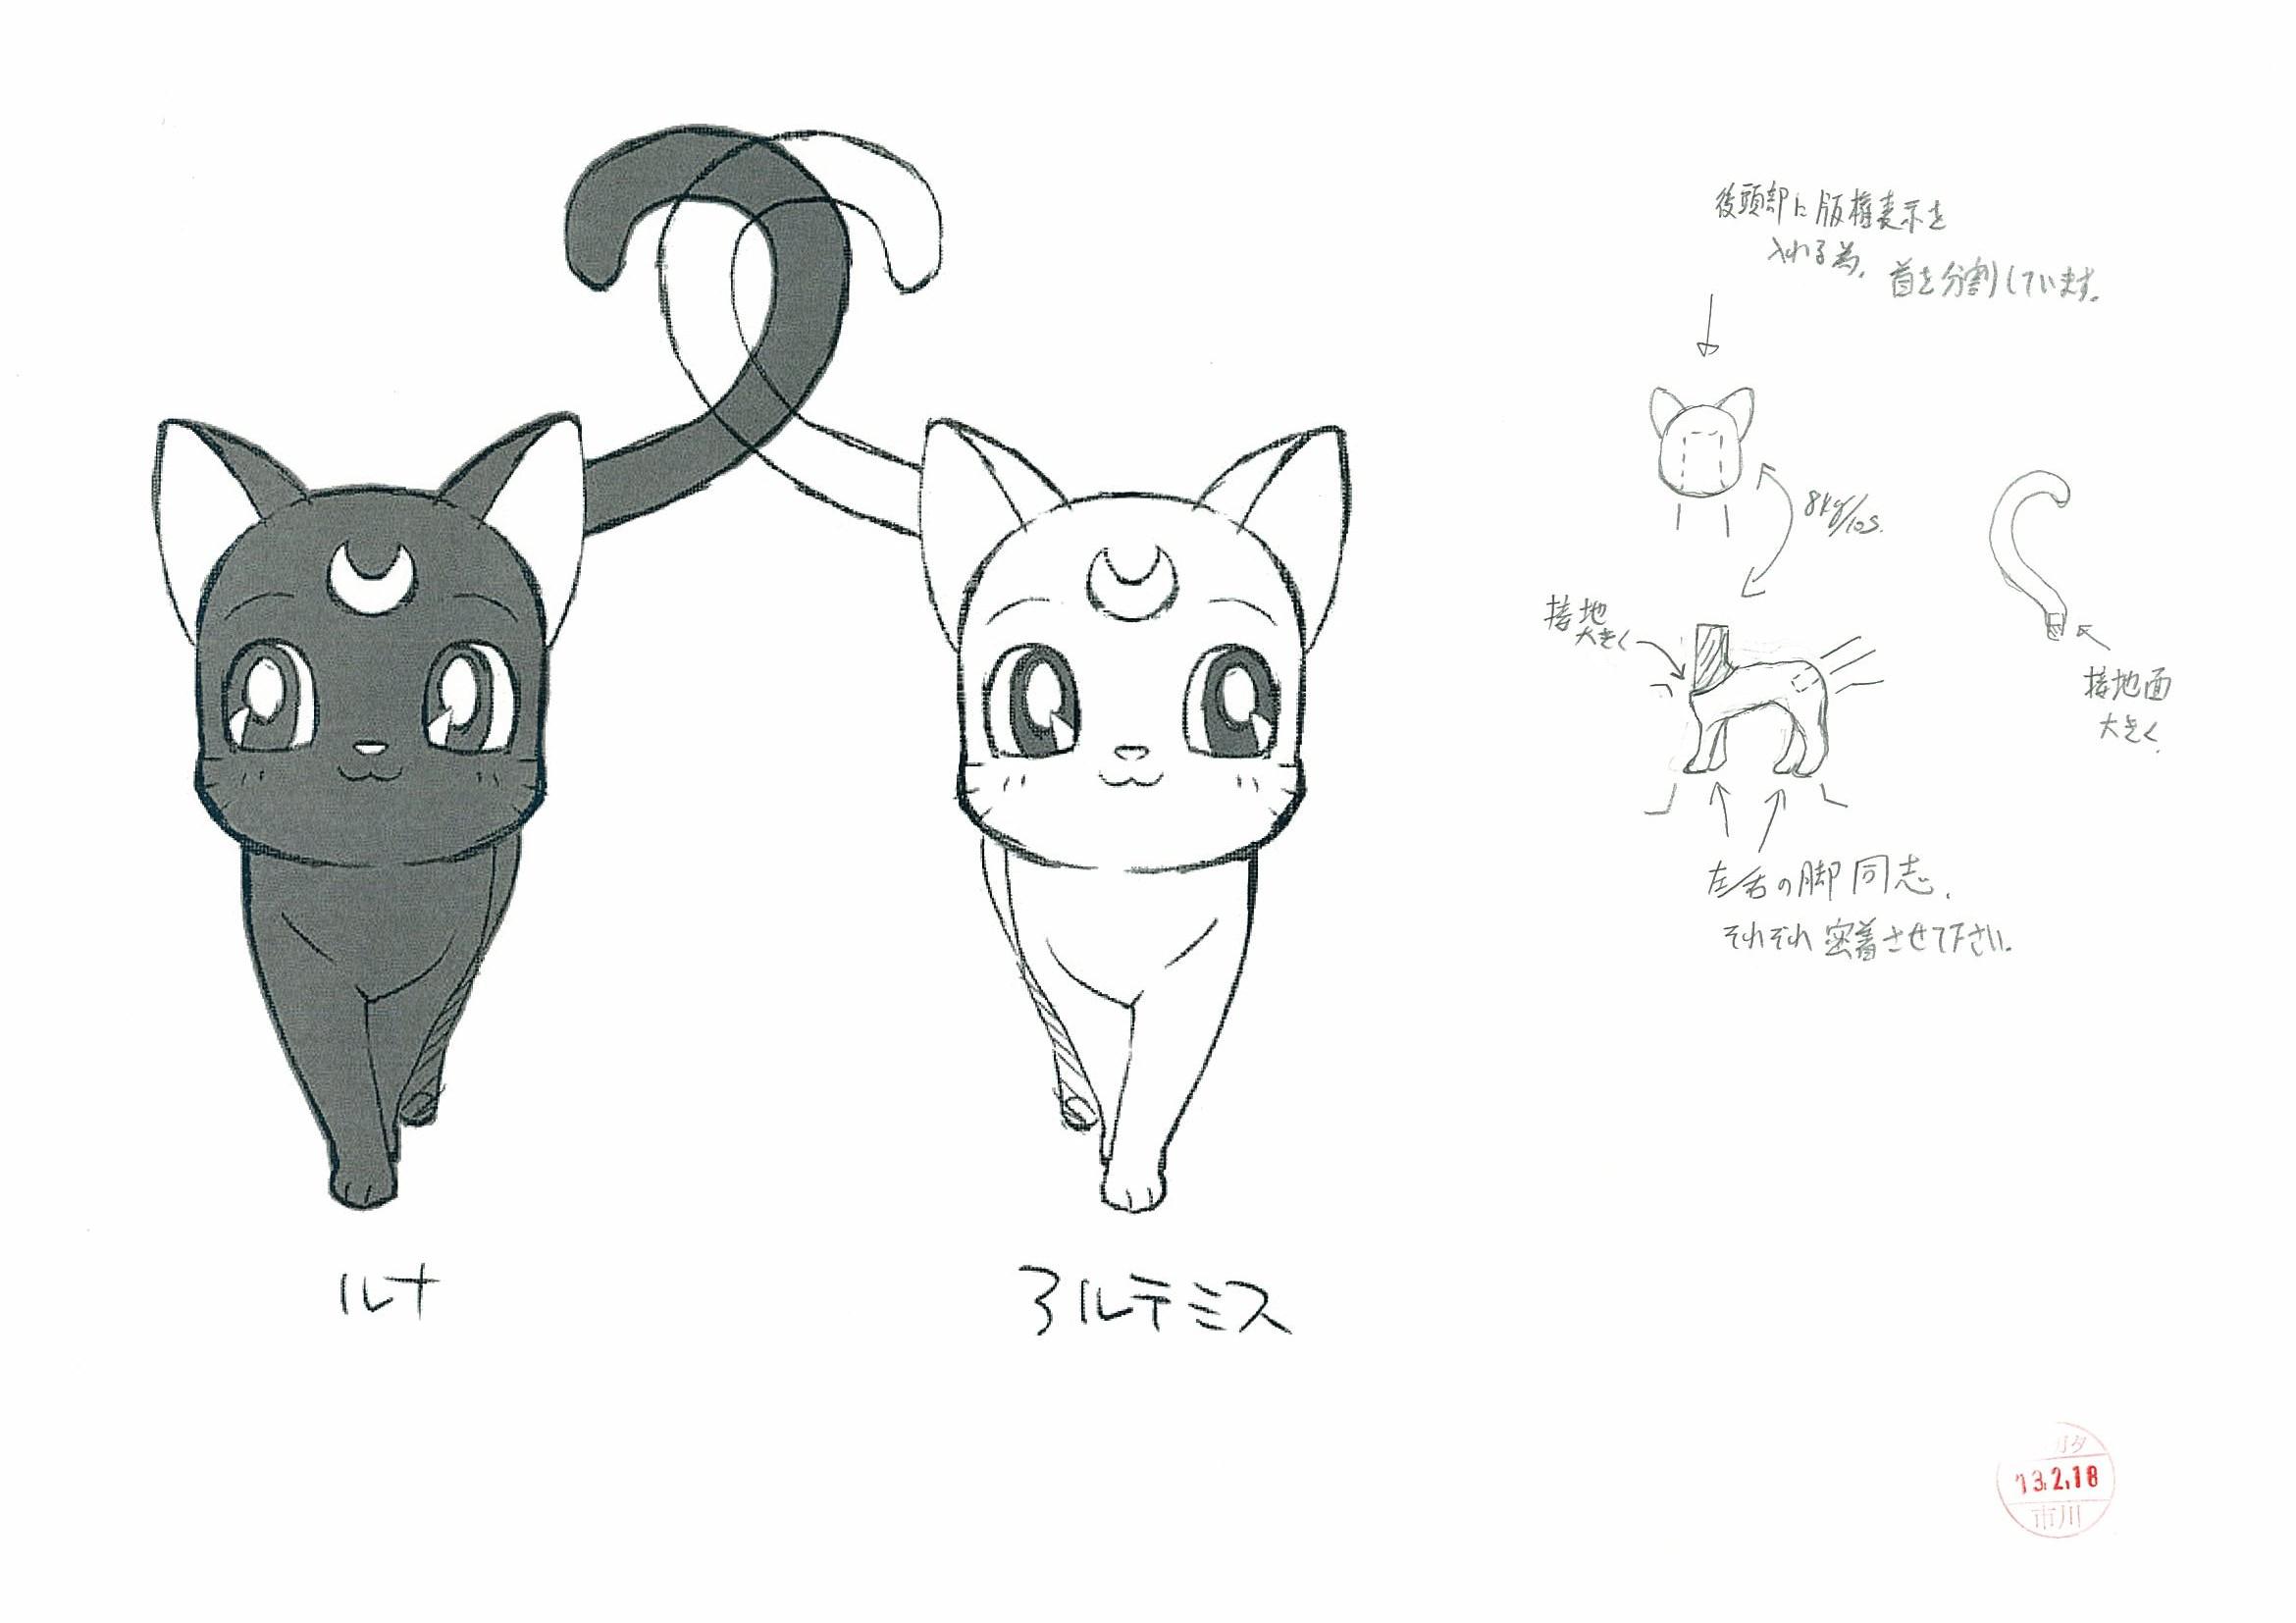 後頭部に版権表示を
入れる為、首を分割しています。
8kg/10s.
接地
大きく
接地面
大きく
左右の脚同志、
それぞれ密着させて下さい。
ルナ
アルテミス
'13.2.18
市川